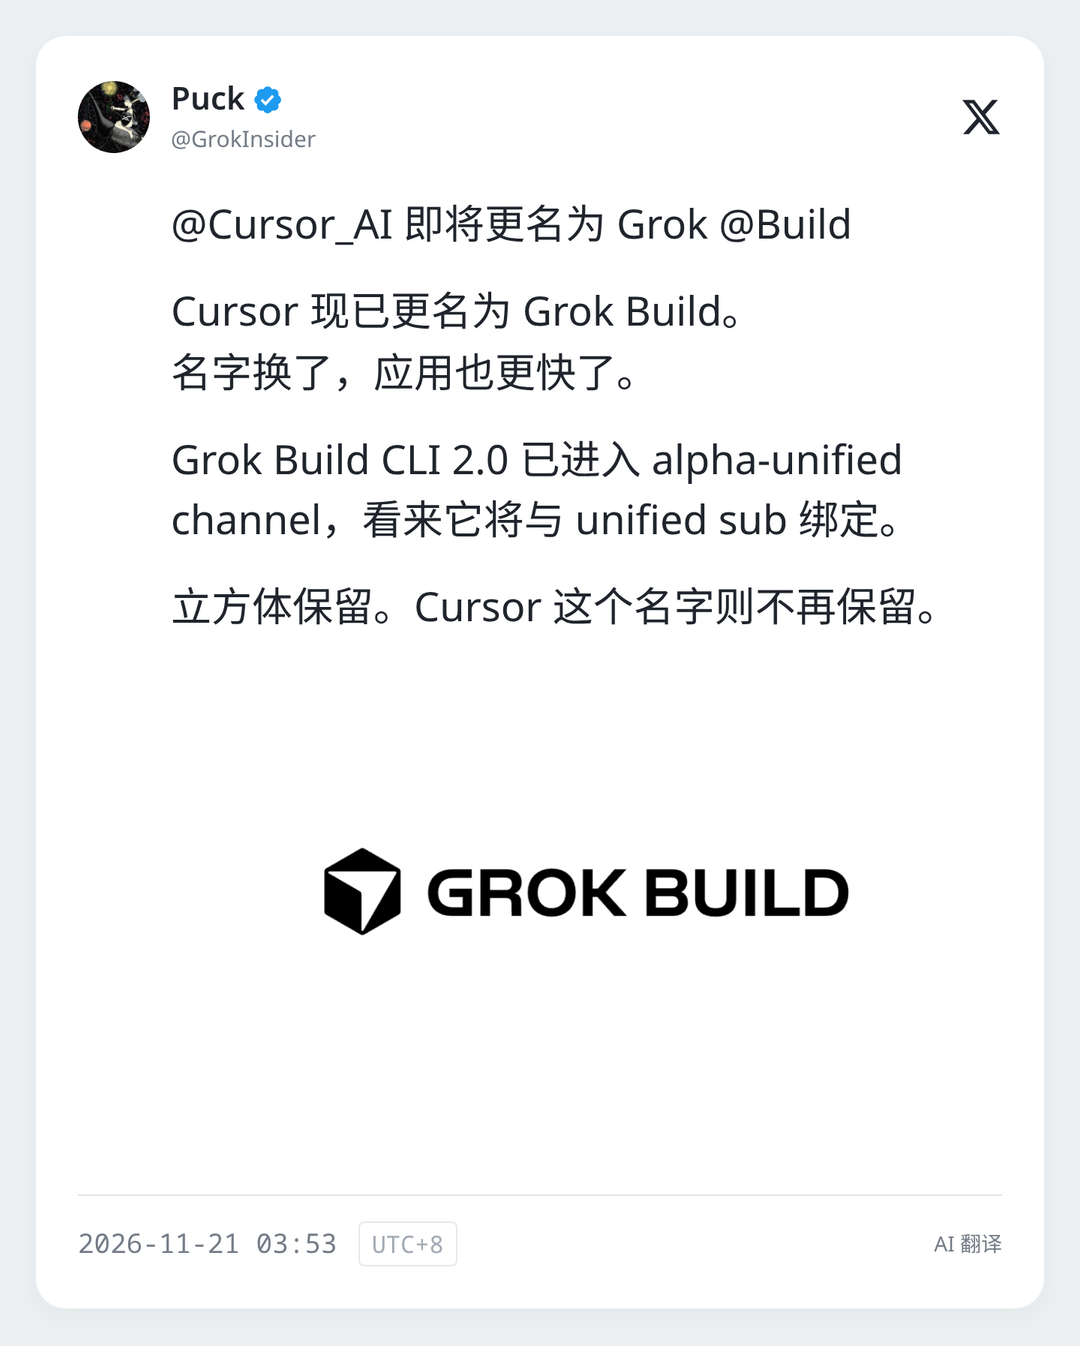 Puck
@GrokInsider
@Cursor_AI 即将更名为 Grok @Build
Cursor 现已更名为 Grok Build。
名字换了，应用也更快了。
Grok Build CLI 2.0 已进入 alpha-unified
channel，看来它将与 unified sub 绑定。
立方体保留。Cursor 这个名字则不再保留。
GROK BUILD
2026-11-21 03:53 UTC+8
AI 翻译